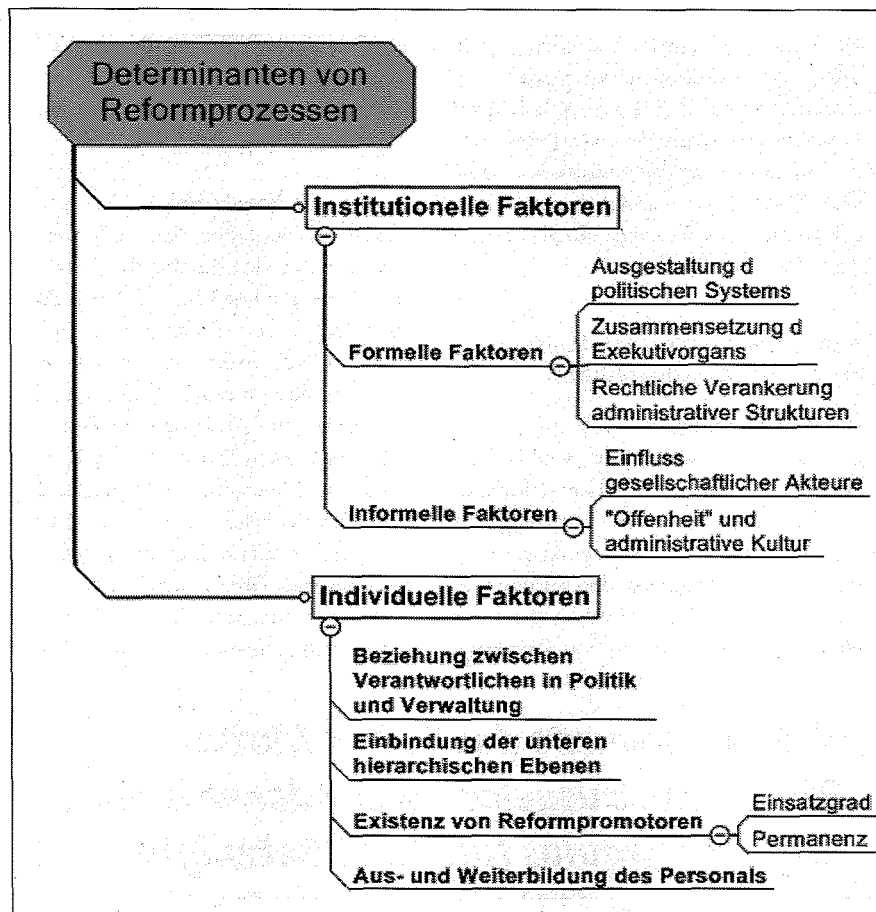 Determinanten von
Reformprozessen
Institutionelle Faktoren
Formelle Faktoren
Ausgestaltung d
politischen Systems
Zusammensetzung d
Exekutivorgans
Rechtliche Verankerung
administrativer Strukturen
Informelle Faktoren
Einfluss
gesellschaftlicher Akteure
"Offenheit" und
administrative Kultur
Individuelle Faktoren
Beziehung zwischen
Verantwortlichen in Politik
und Verwaltung
Einbindung der unteren
hierarchischen Ebenen
Existenz von Reformpromotoren
Einsatzgrad
Permanenz
Aus- und Weiterbildung des Personals